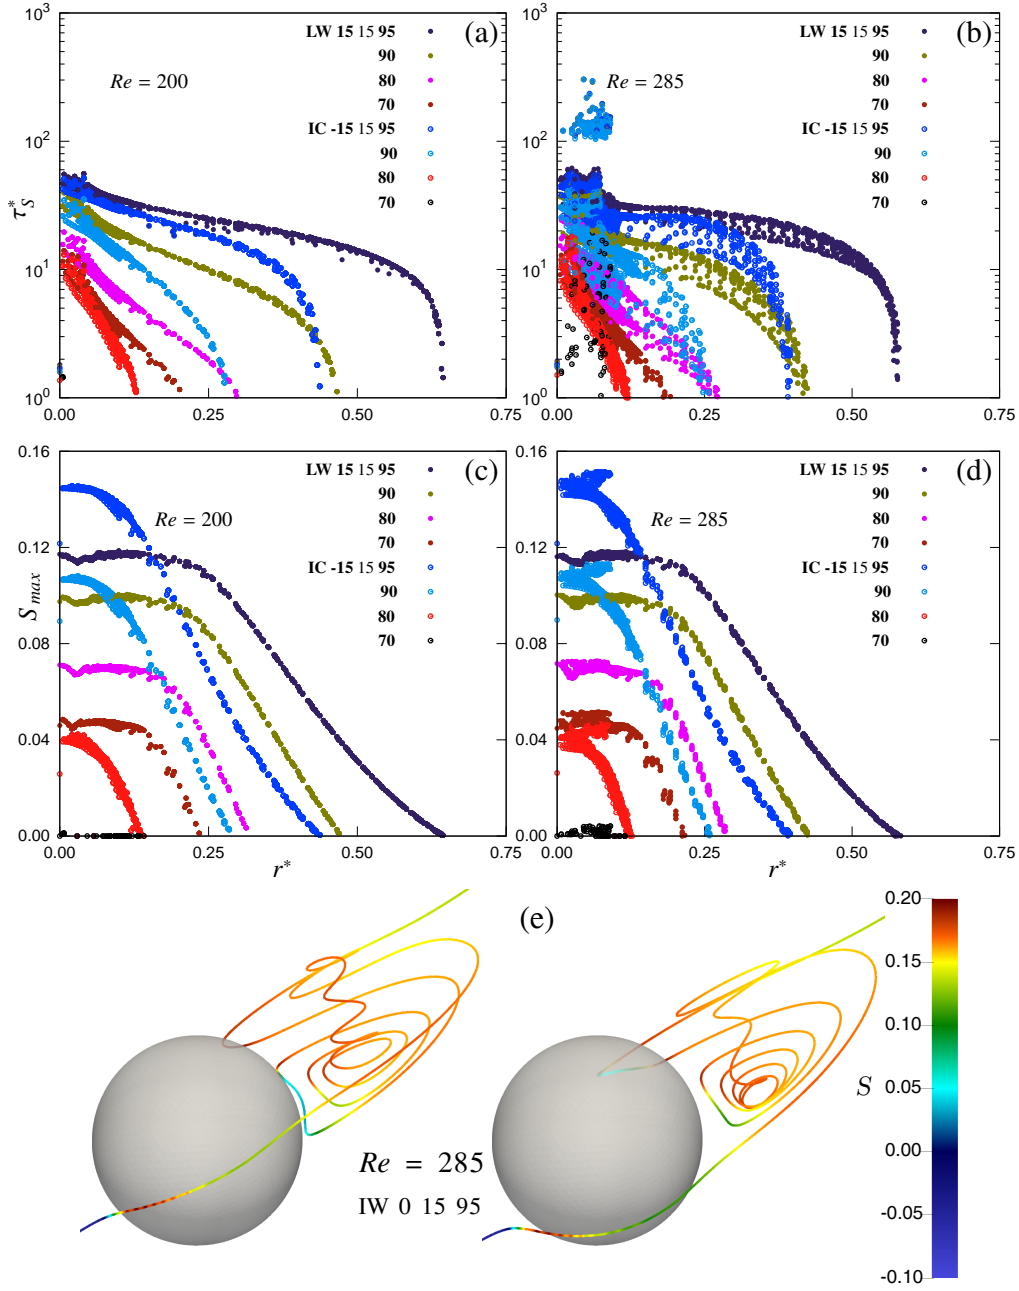 10³
10²
10¹
10⁰
τ*S
0.00
0.25
0.50
0.75
(a)
Re = 200
LW 15 15 95
90
80
70
IC -15 15 95
90
80
70
10³
10²
10¹
10⁰
0.00
0.25
0.50
0.75
(b)
Re = 285
LW 15 15 95
90
80
70
IC -15 15 95
90
80
70
0.16
0.12
0.08
0.04
0.00
S max
0.00
0.25
0.50
0.75
r*
(c)
Re = 200
LW 15 15 95
90
80
70
IC -15 15 95
90
80
70
0.16
0.12
0.08
0.04
0.00
0.00
0.25
0.50
0.75
r*
(d)
Re = 285
LW 15 15 95
90
80
70
IC -15 15 95
90
80
70
(e)
Re = 285
IW 0 15 95
S
0.20
0.15
0.10
0.05
0.00
-0.05
-0.10